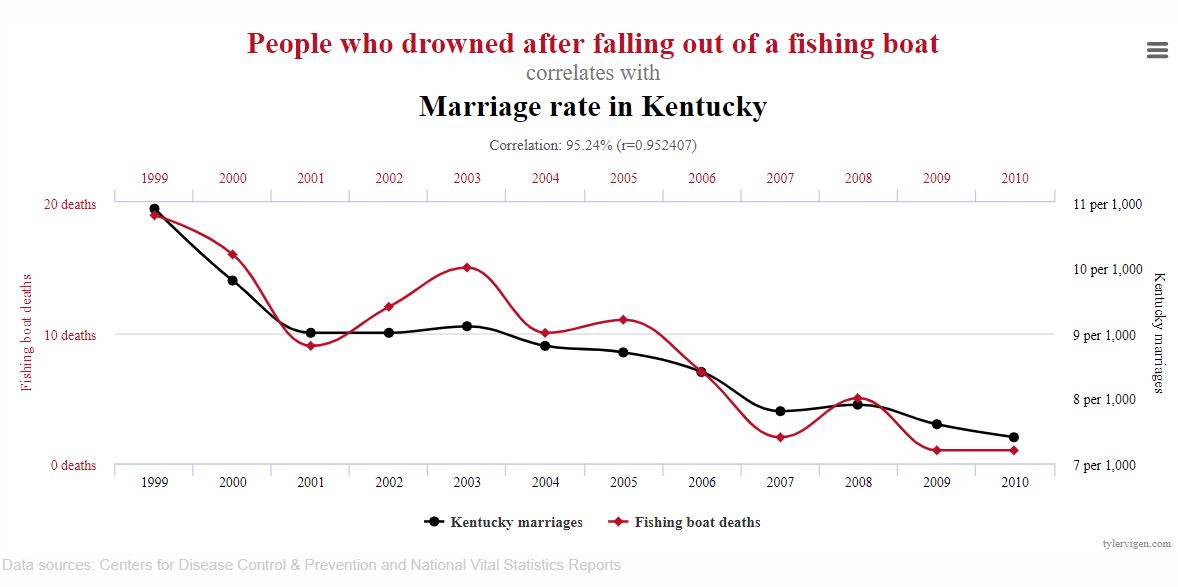 People who drowned after falling out of a fishing boat
correlates with
Marriage rate in Kentucky
Correlation: 95.24% (r=0.952407)
1999 2000 2001 2002 2003 2004 2005 2006 2007 2008 2009 2010
20 deaths 11 per 1,000
10 per 1,000
10 deaths 9 per 1,000
8 per 1,000
0 deaths 7 per 1,000
Fishing boat deaths
Kentucky marriages
1999 2000 2001 2002 2003 2004 2005 2006 2007 2008 2009 2010
Kentucky marriages Fishing boat deaths
tylervigen.com
Data sources: Centers for Disease Control & Prevention and National Vital Statistics Reports